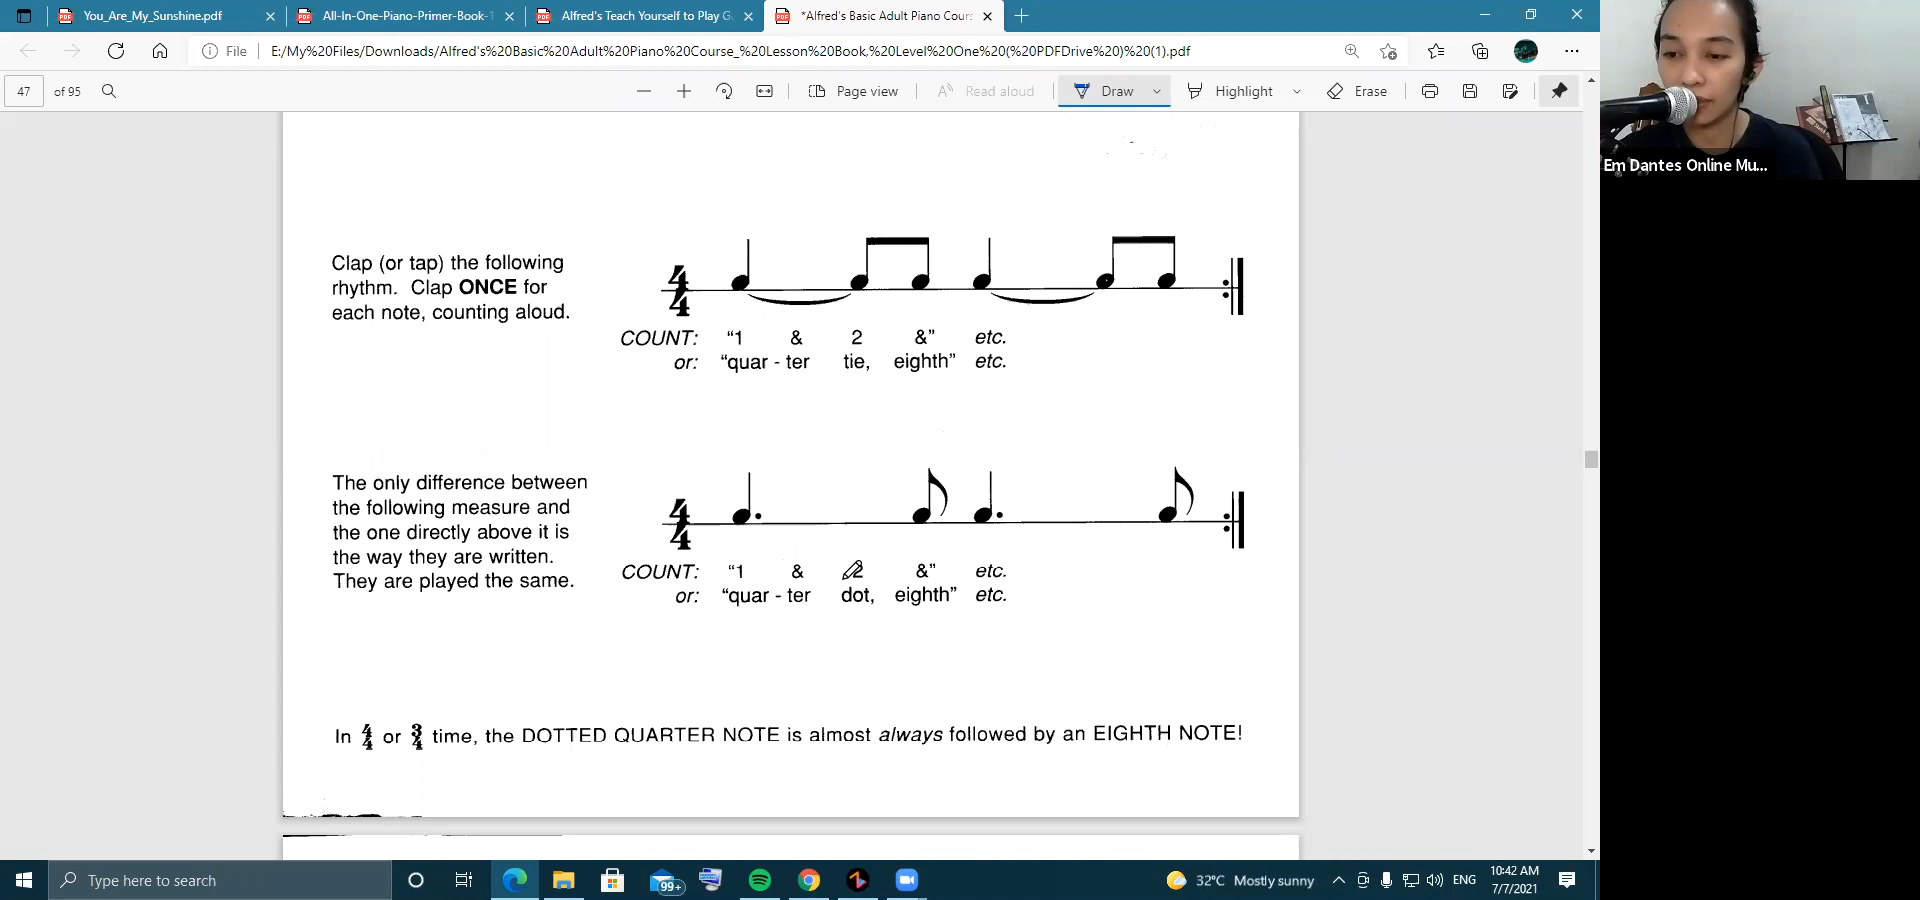 You_Are_My_Sunshine.pdf
All-In-One-Piano-Primer-Book-1
Alfred's Teach Yourself to Play G
*Alfred's Basic Adult Piano Cour
File
E:/My%20Files/Downloads/Alfred's%20Basic%20Adult%20Piano%20Course_%20Lesson%20Book,%20Level%20One%20(%20PDFDrive%20)%20(1).pdf
47 of 95
Page view
Read aloud
Draw
Highlight
Erase
Em Dantes Online Mu...
Clap (or tap) the following
rhythm. Clap ONCE for
each note, counting aloud.
4
4
COUNT: "1 & 2 &" etc.
or: "quar - ter tie, eighth" etc.
The only difference between
the following measure and
the one directly above it is
the way they are written.
They are played the same.
4
4
COUNT: "1 & 2 &" etc.
or: "quar - ter dot, eighth" etc.
In 4/4 or 3/4 time, the DOTTED QUARTER NOTE is almost always followed by an EIGHTH NOTE!
Type here to search
99+
32°C Mostly sunny
ENG
10:42 AM
7/7/2021